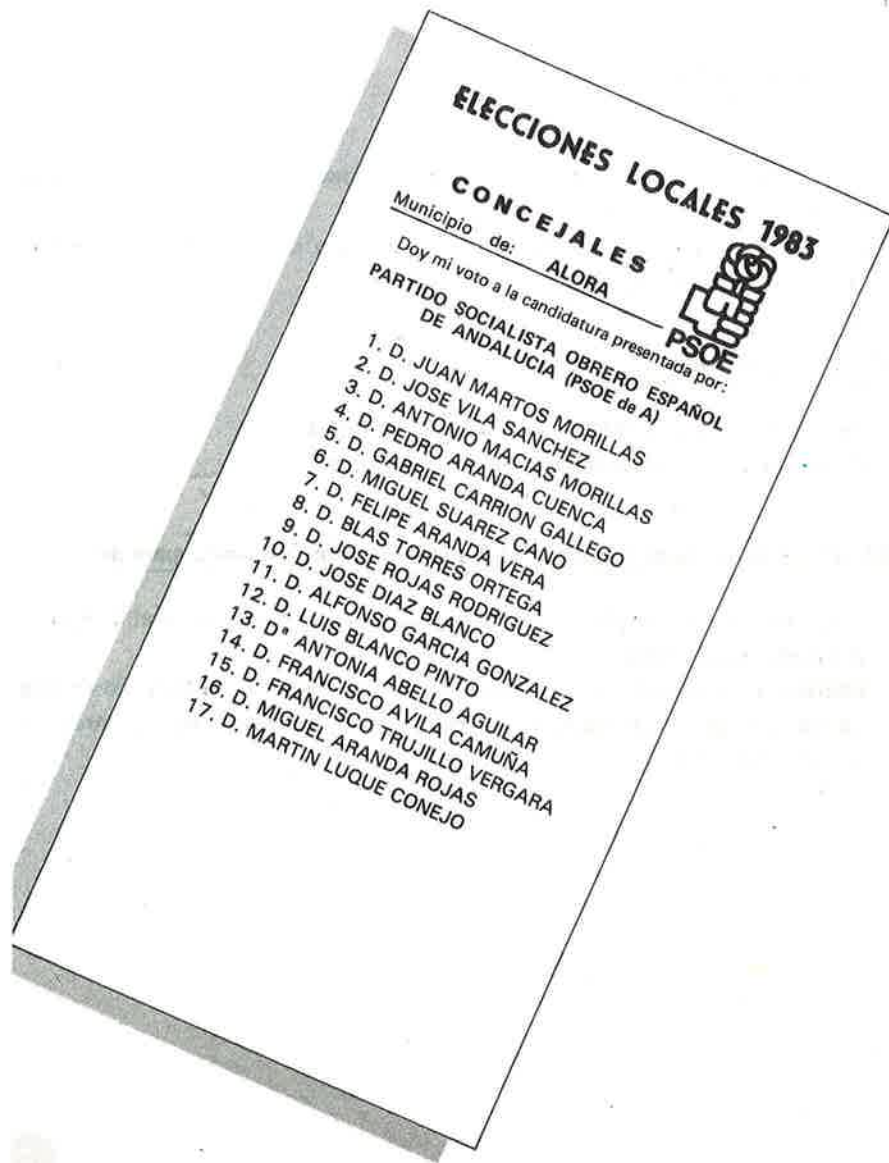 ELECCIONES LOCALES 1983
CONCEJALES
Municipio de: ALORA
Doy mi voto a la candidatura presentada por:
PSOE
PARTIDO SOCIALISTA OBRERO ESPAÑOL
DE ANDALUCIA (PSOE de A)
1. D. JUAN MARTOS MORILLAS
2. D. JOSE VILA SANCHEZ
3. D. ANTONIO MACIAS MORILLAS
4. D. PEDRO ARANDA CUENCA
5. D. GABRIEL CARRION GALLEGO
6. D. MIGUEL SUAREZ CANO
7. D. FELIPE ARANDA VERA
8. D. BLAS TORRES ORTEGA
9. D. JOSE ROJAS RODRIGUEZ
10. D. JOSE DIAZ BLANCO
11. D. ALFONSO GARCIA GONZALEZ
12. D. LUIS BLANCO PINTO
13. Dª ANTONIA ABELLO AGUILAR
14. D. FRANCISCO AVILA CAMUÑA
15. D. FRANCISCO TRUJILLO VERGARA
16. D. MIGUEL ARANDA ROJAS
17. D. MARTIN LUQUE CONEJO